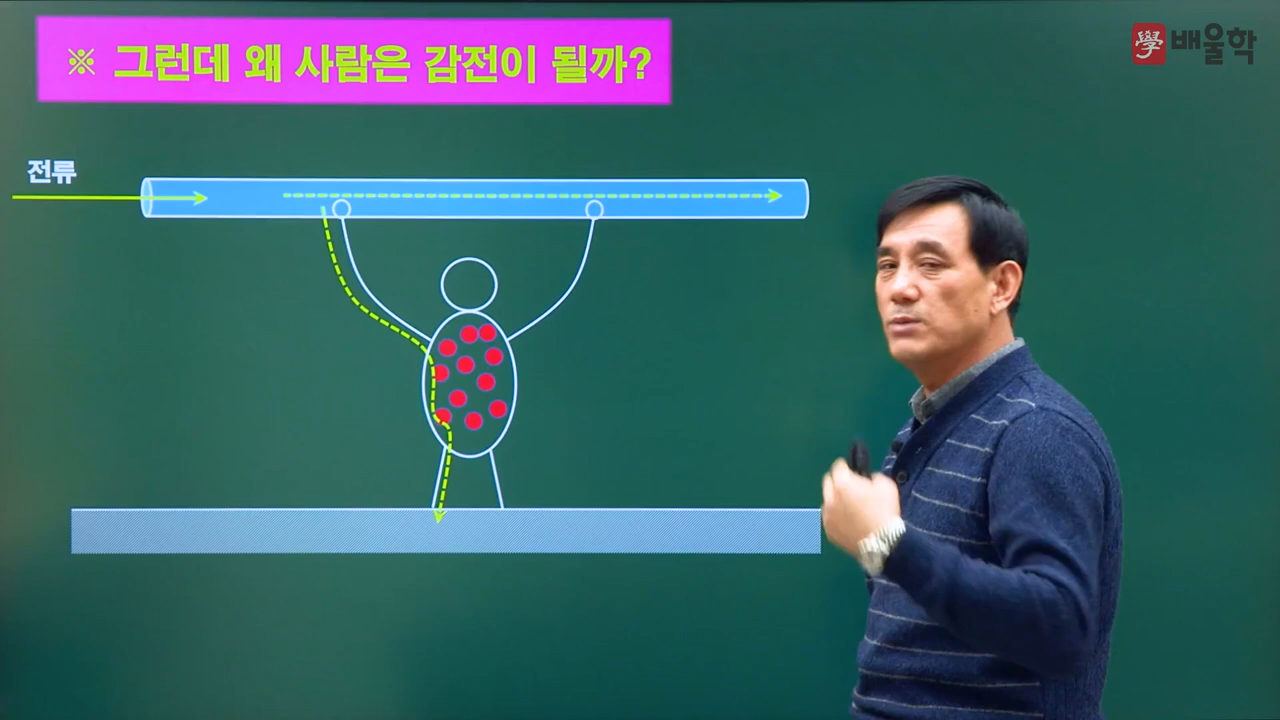 ※ 그런데 왜 사람은 감전이 될까?
學 배울학
전류